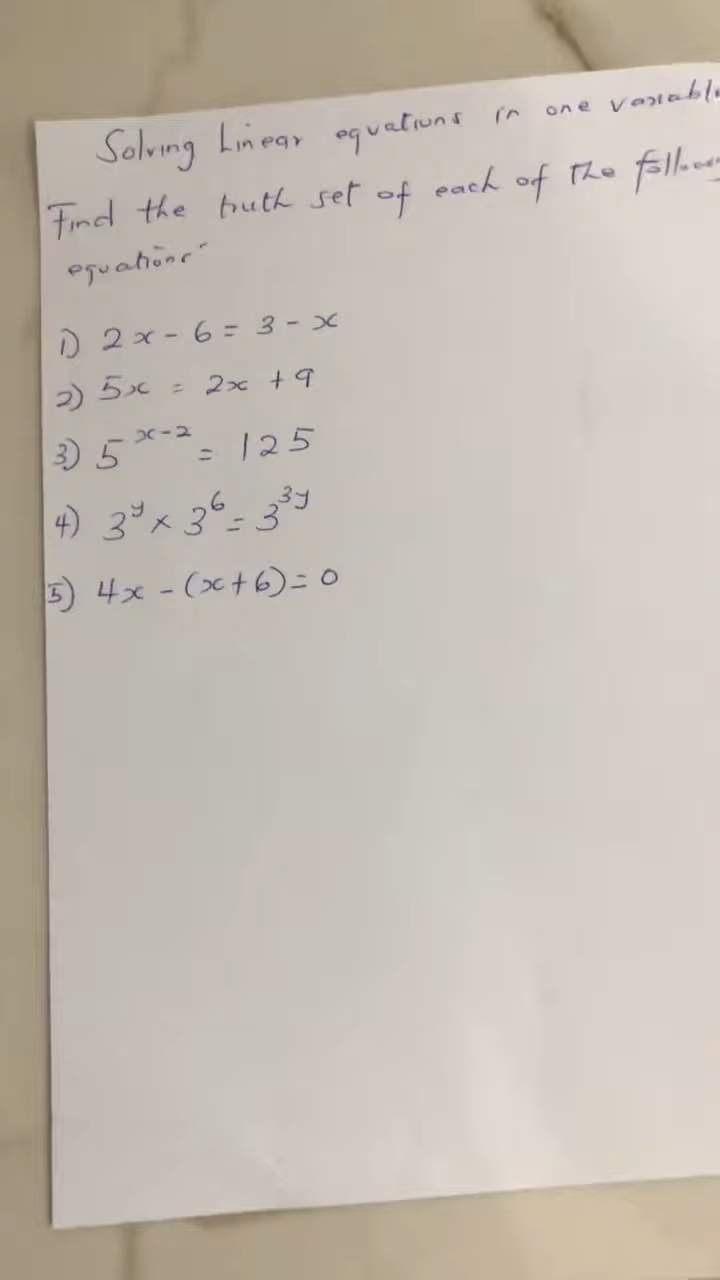 Solving Linear equations in one
Find the truth set of each of the
equations
1) 2x - 6 = 3 - x
2) 5x = 2x + 9
3) 5^{x-2} = 125
4) 3^y × 3^6 = 3^{3y}
5) 4x - (x + 6) = 0